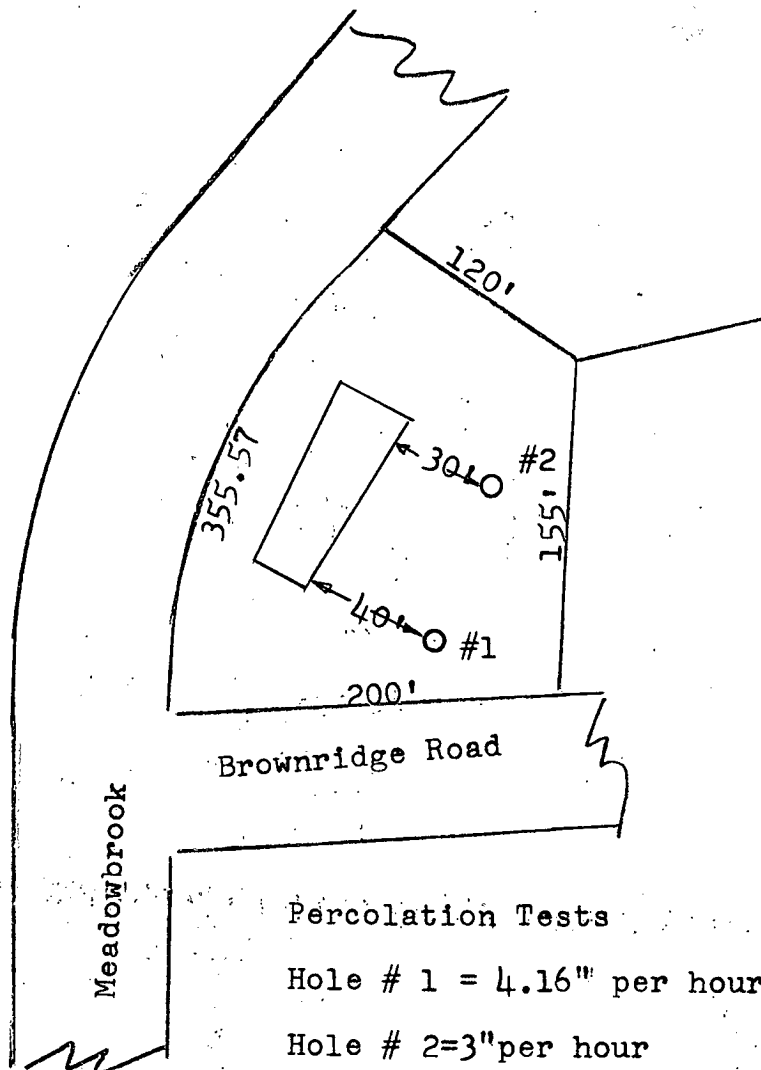 120'
355.57
30'
#2
155'
40'
#1
200'
Brownridge Road
Meadowbrook
Percolation Tests
Hole # 1 = 4.16" per hour
Hole # 2=3"per hour